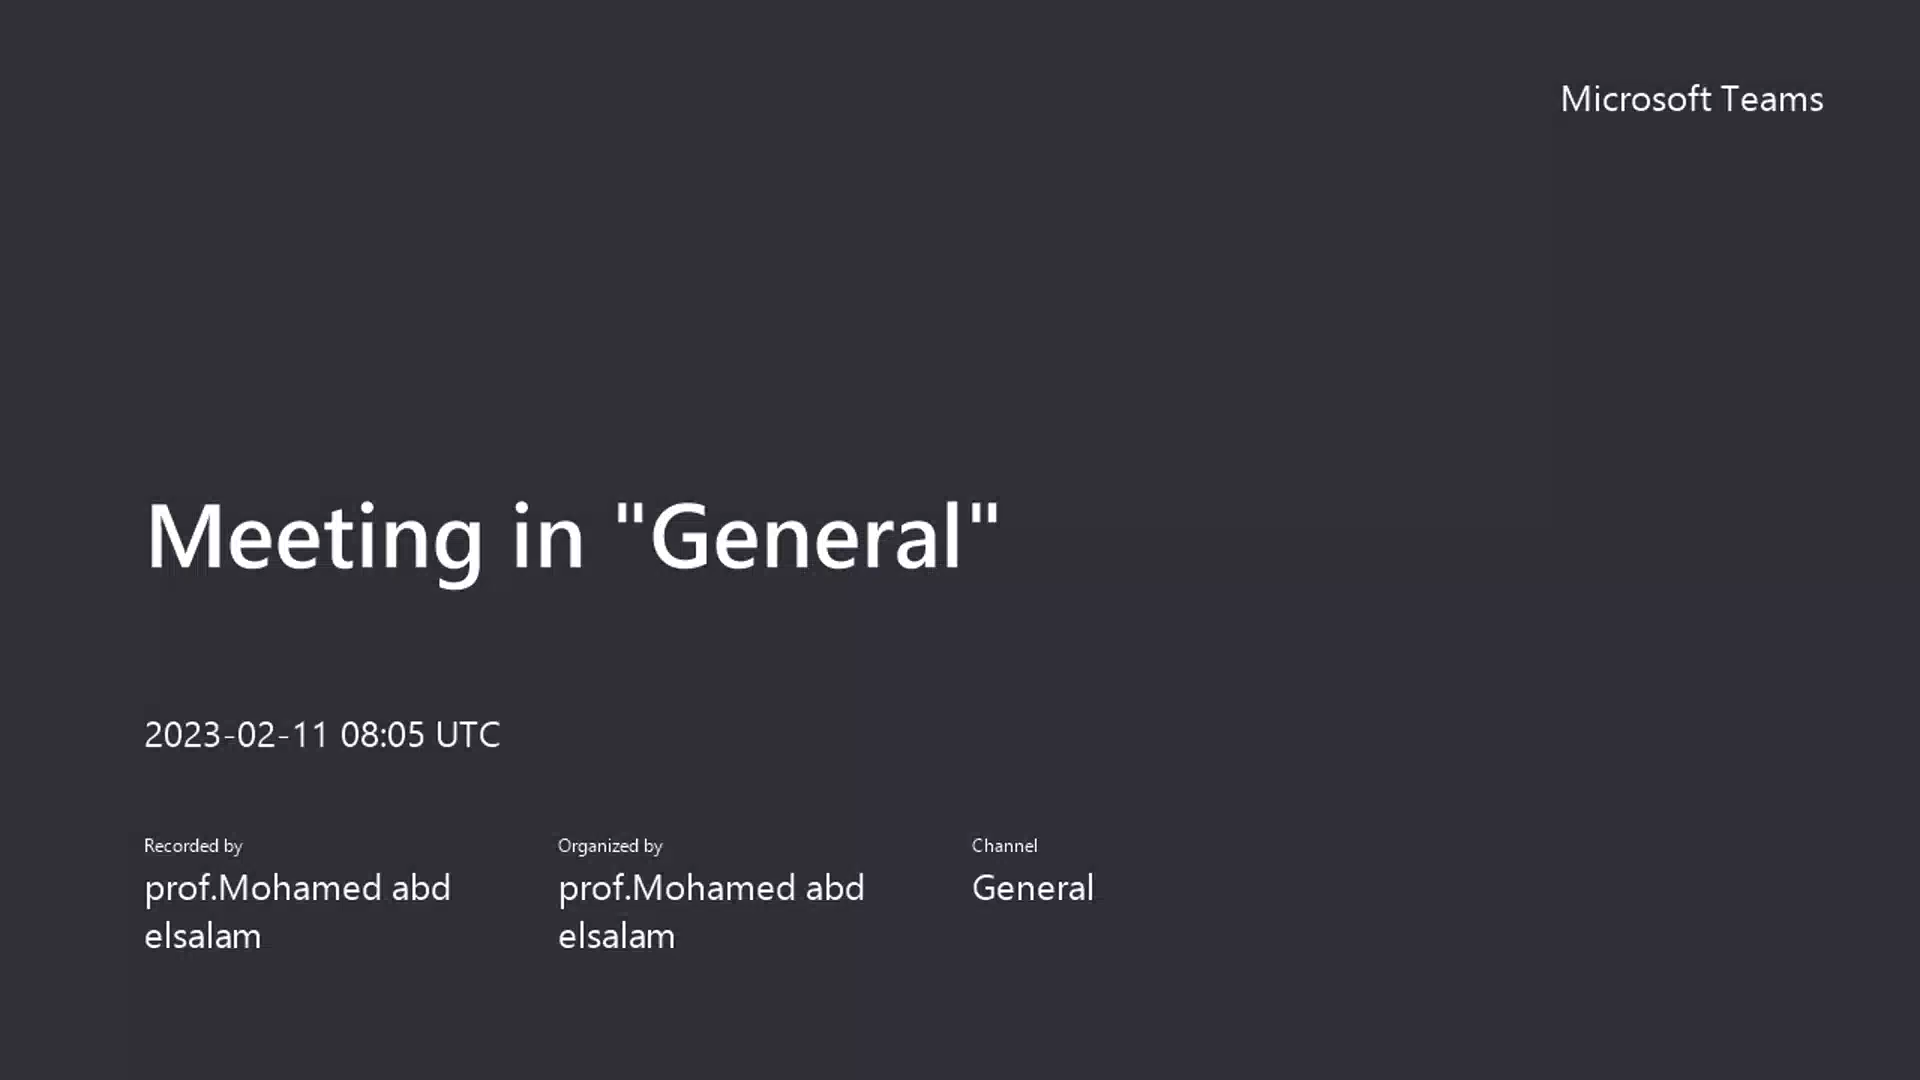 Microsoft Teams
Meeting in "General"
2023-02-11 08:05 UTC
Recorded by
prof.Mohamed abd
elsalam
Organized by
prof.Mohamed abd
elsalam
Channel
General